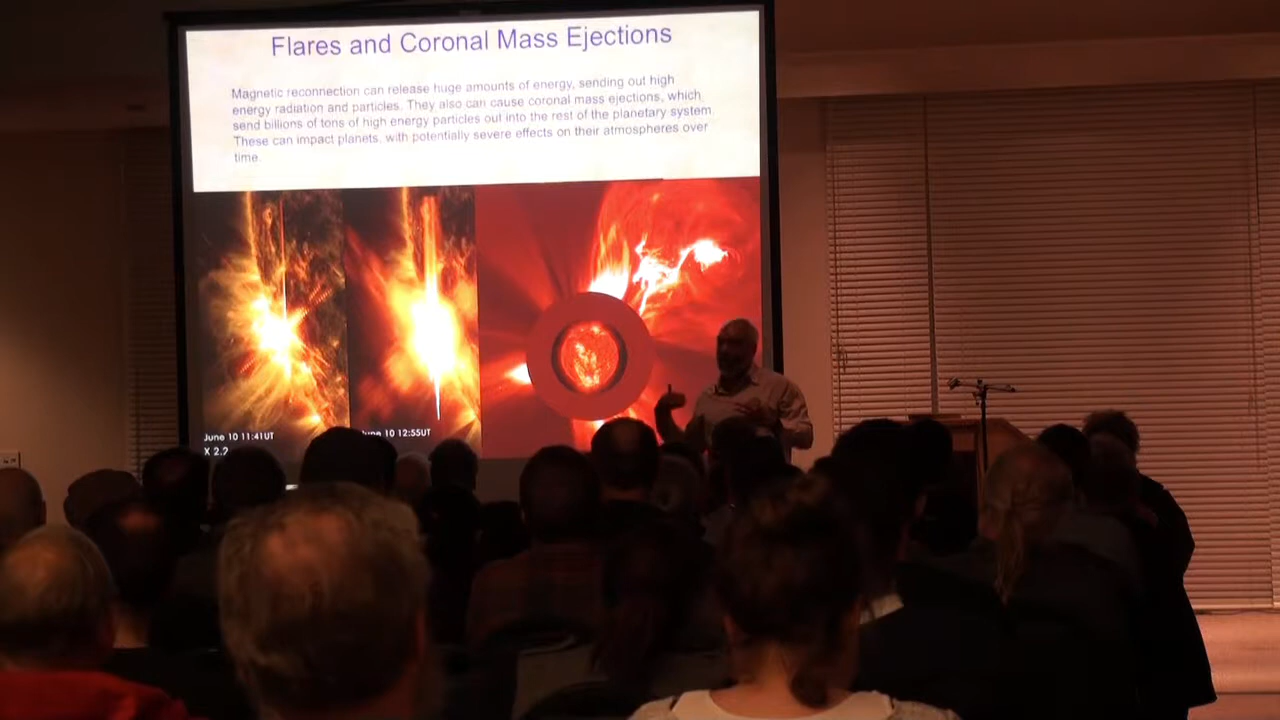 Flares and Coronal Mass Ejections
Magnetic reconnection can release huge amounts of energy, sending out high
energy radiation and particles. They also can cause coronal mass ejections, which
send billions of tons of high energy particles out into the rest of the planetary system.
These can impact planets, with potentially severe effects on their atmospheres over
time.
June 10 11:41UT
X 2.2
June 10 12:55UT